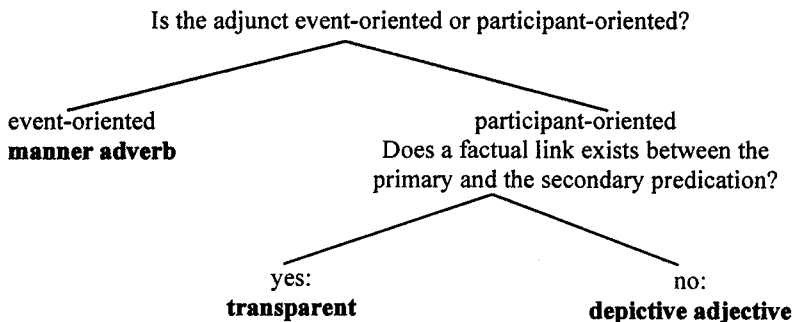 Is the adjunct event-oriented or participant-oriented?
event-oriented
manner adverb
participant-oriented
Does a factual link exists between the
primary and the secondary predication?
yes:
transparent
no:
depictive adjective